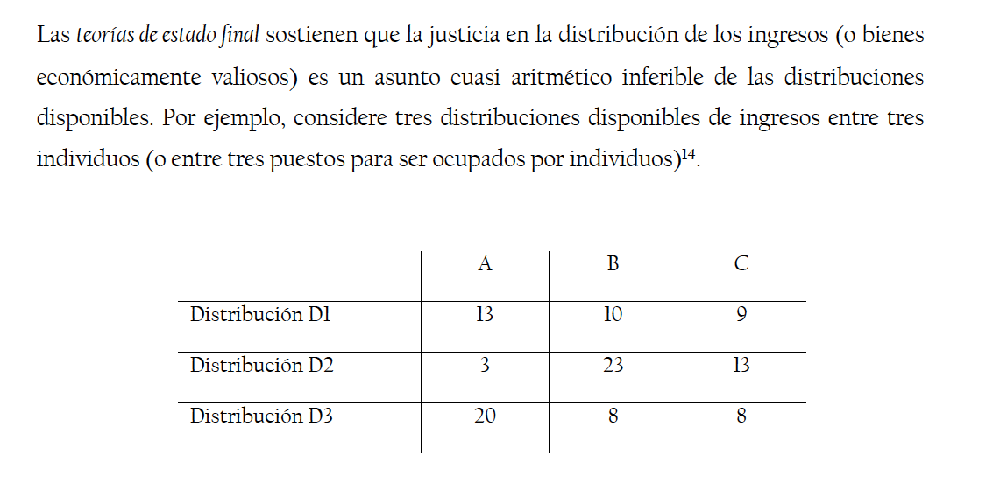 Las teorías de estado final sostienen que la justicia en la distribución de los ingresos (o bienes
económicamente valiosos) es un asunto cuasi aritmético inferible de las distribuciones
disponibles. Por ejemplo, considere tres distribuciones disponibles de ingresos entre tres
individuos (o entre tres puestos para ser ocupados por individuos)¹⁴.
A B C
Distribución D1 13 10 9
Distribución D2 3 23 13
Distribución D3 20 8 8